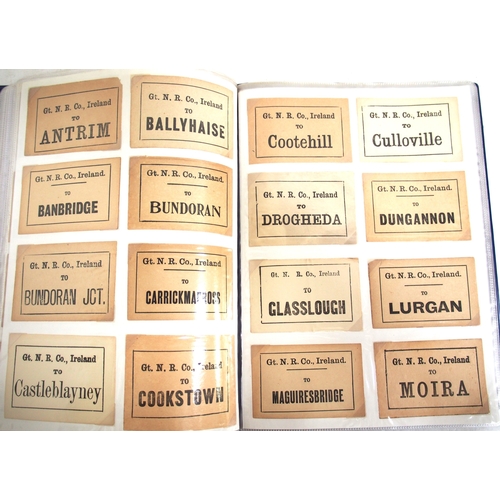 Gt. N. R. Co., Ireland
TO
ANTRIM
Gt. N. R. Co., Ireland
TO
BALLYHAISE
Gt. N. R. Co., Ireland.
TO
BANBRIDGE
Gt. N. R. Co., Ireland.
TO
BUNDORAN
Gt. N. R. Co., Ireland
TO
BUNDORAN JCT.
Gt. N. R. Co., Ireland.
TO
CARRICKMACROSS
Gt. N. R. Co., Ireland
TO
Castleblayney
Gt. N. R. Co., Ireland.
TO
COOKSTOWN
Gt. N. R. Co., Ireland
TO
Cootehill
Gt. N. R. Co., Ireland
TO
Culloville
Gt. N. R. Co., Ireland
TO
DROGHEDA
Gt. N. R. Co., Ireland.
TO
DUNGANNON
Gt. N. R. Co., Ireland.
TO
GLASSLOUGH
Gt. N. R. Co., Ireland.
TO
LURGAN
Gt. N. R. Co., Ireland.
TO
MAGUIRESBRIDGE
Gt. N. R. Co., Ireland.
TO
MOIRA